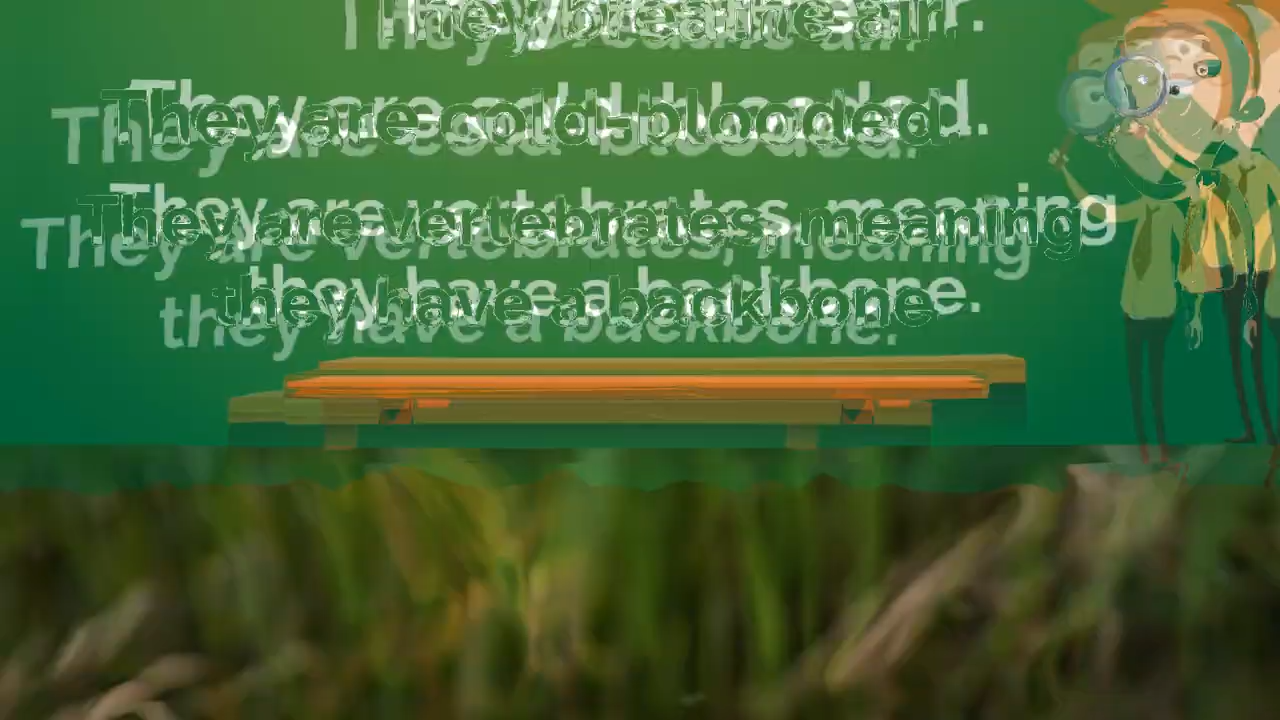 They breathe air.
They are cold-blooded.
They are vertebrates, meaning
they have a backbone.